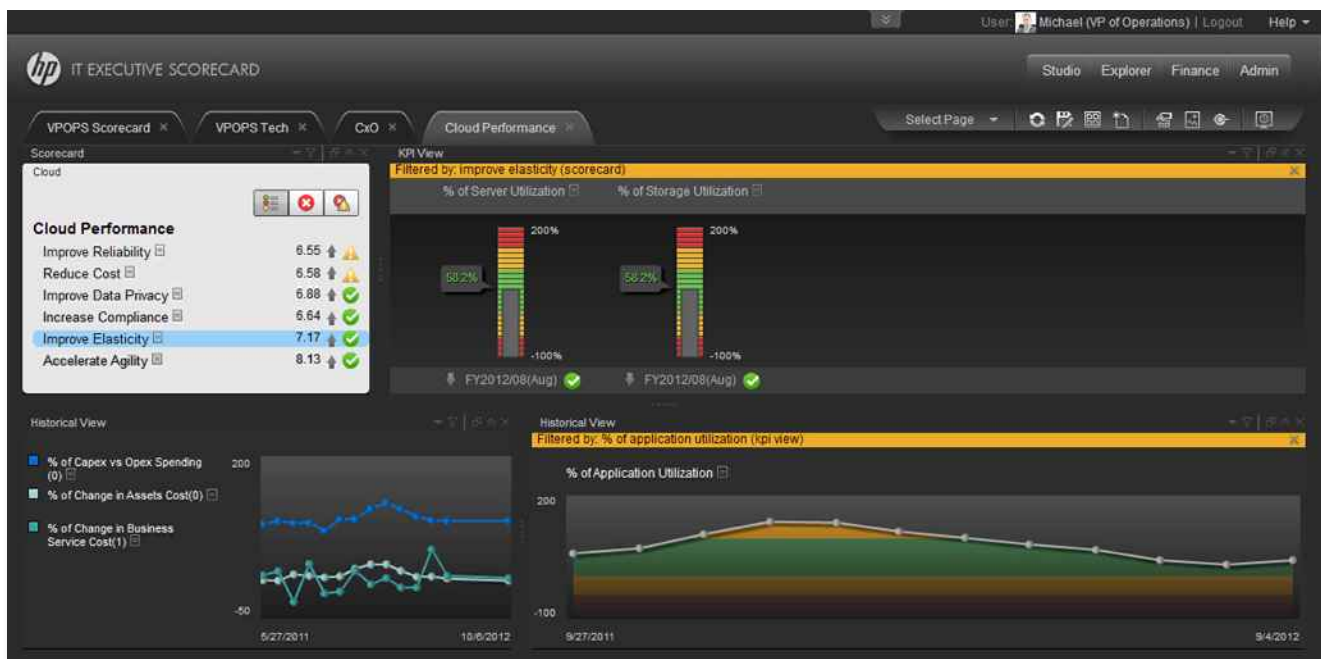 User: Michael (VP of Operations) | Logout Help
hp IT EXECUTIVE SCORECARD
Studio Explorer Finance Admin
VPOPS Scorecard × VPOPS Tech × CxO × Cloud Performance ×
Select Page
Scorecard
Cloud
Cloud Performance
Improve Reliability 6.55
Reduce Cost 6.58
Improve Data Privacy 6.88
Increase Compliance 6.64
Improve Elasticity 7.17
Accelerate Agility 8.13
KPI View
Filtered by: improve elasticity (scorecard)
% of Server Utilization % of Storage Utilization
200% 200%
58.2% 58.2%
-100% -100%
FY2012/08(Aug) FY2012/08(Aug)
Historical View
% of Capex vs Opex Spending
(0)
% of Change in Assets Cost(0)
% of Change in Business
Service Cost(1)
200
-50
5/27/2011 10/6/2012
Historical View
Filtered by: % of application utilization (kpi view)
% of Application Utilization
200
-100
9/27/2011 9/4/2012